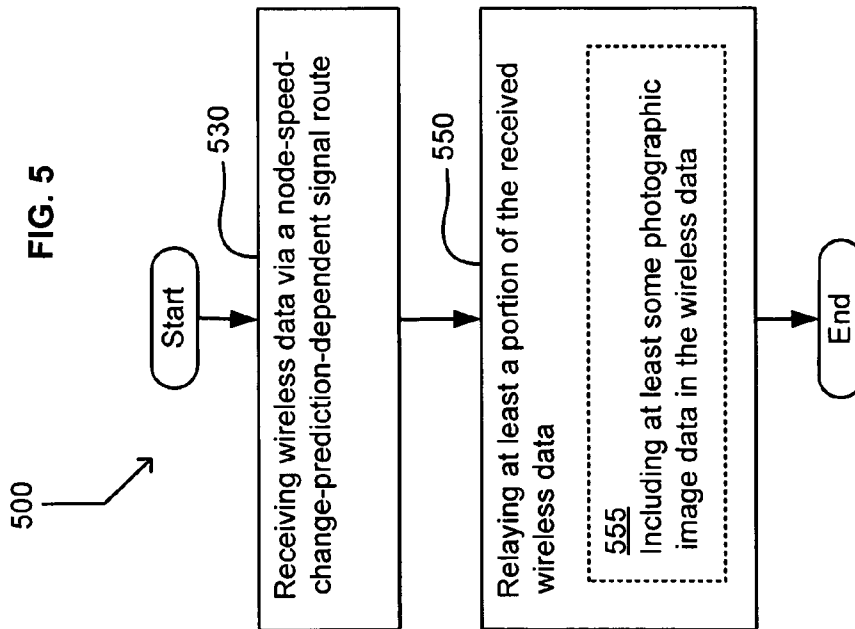 FIG. 5
500
Start
530
Receiving wireless data via a node-speed-
change-prediction-dependent signal route
550
Relaying at least a portion of the received
wireless data
555
Including at least some photographic
image data in the wireless data
End